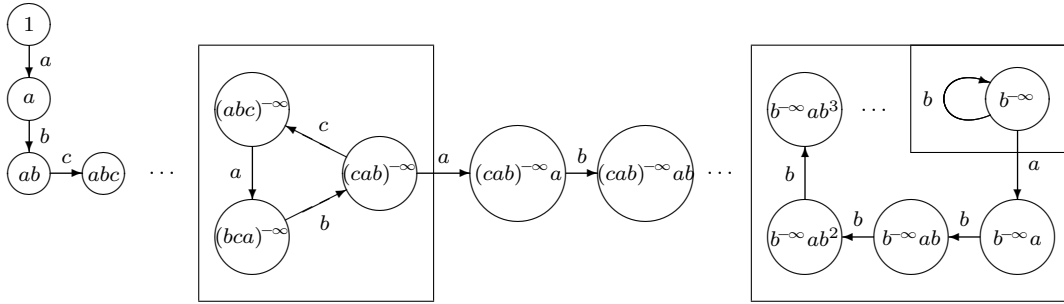 1
a
a
b
ab
c
abc
...
(abc)^{-∞}
c
a
(cab)^{-∞}
b
(bca)^{-∞}
a
(cab)^{-∞}a
b
(cab)^{-∞}ab
...
b^{-∞}ab^3
...
b
b^{-∞}
a
b
b^{-∞}ab^2
b
b^{-∞}ab
b
b^{-∞}a